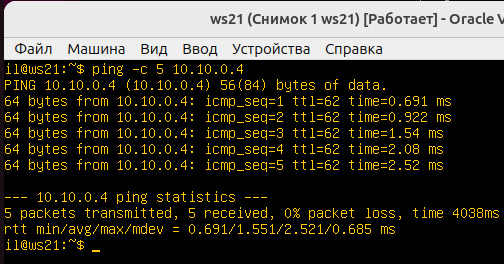 ws21 (Снимок 1 ws21) [Работает] - Oracle V
Файл Машина Вид Ввод Устройства Справка
il@ws21:~$ ping -c 5 10.10.0.4
PING 10.10.0.4 (10.10.0.4) 56(84) bytes of data.
64 bytes from 10.10.0.4: icmp_seq=1 ttl=62 time=0.691 ms
64 bytes from 10.10.0.4: icmp_seq=2 ttl=62 time=0.922 ms
64 bytes from 10.10.0.4: icmp_seq=3 ttl=62 time=1.54 ms
64 bytes from 10.10.0.4: icmp_seq=4 ttl=62 time=2.08 ms
64 bytes from 10.10.0.4: icmp_seq=5 ttl=62 time=2.52 ms
--- 10.10.0.4 ping statistics ---
5 packets transmitted, 5 received, 0% packet loss, time 4038ms
rtt min/avg/max/mdev = 0.691/1.551/2.521/0.685 ms
il@ws21:~$ _